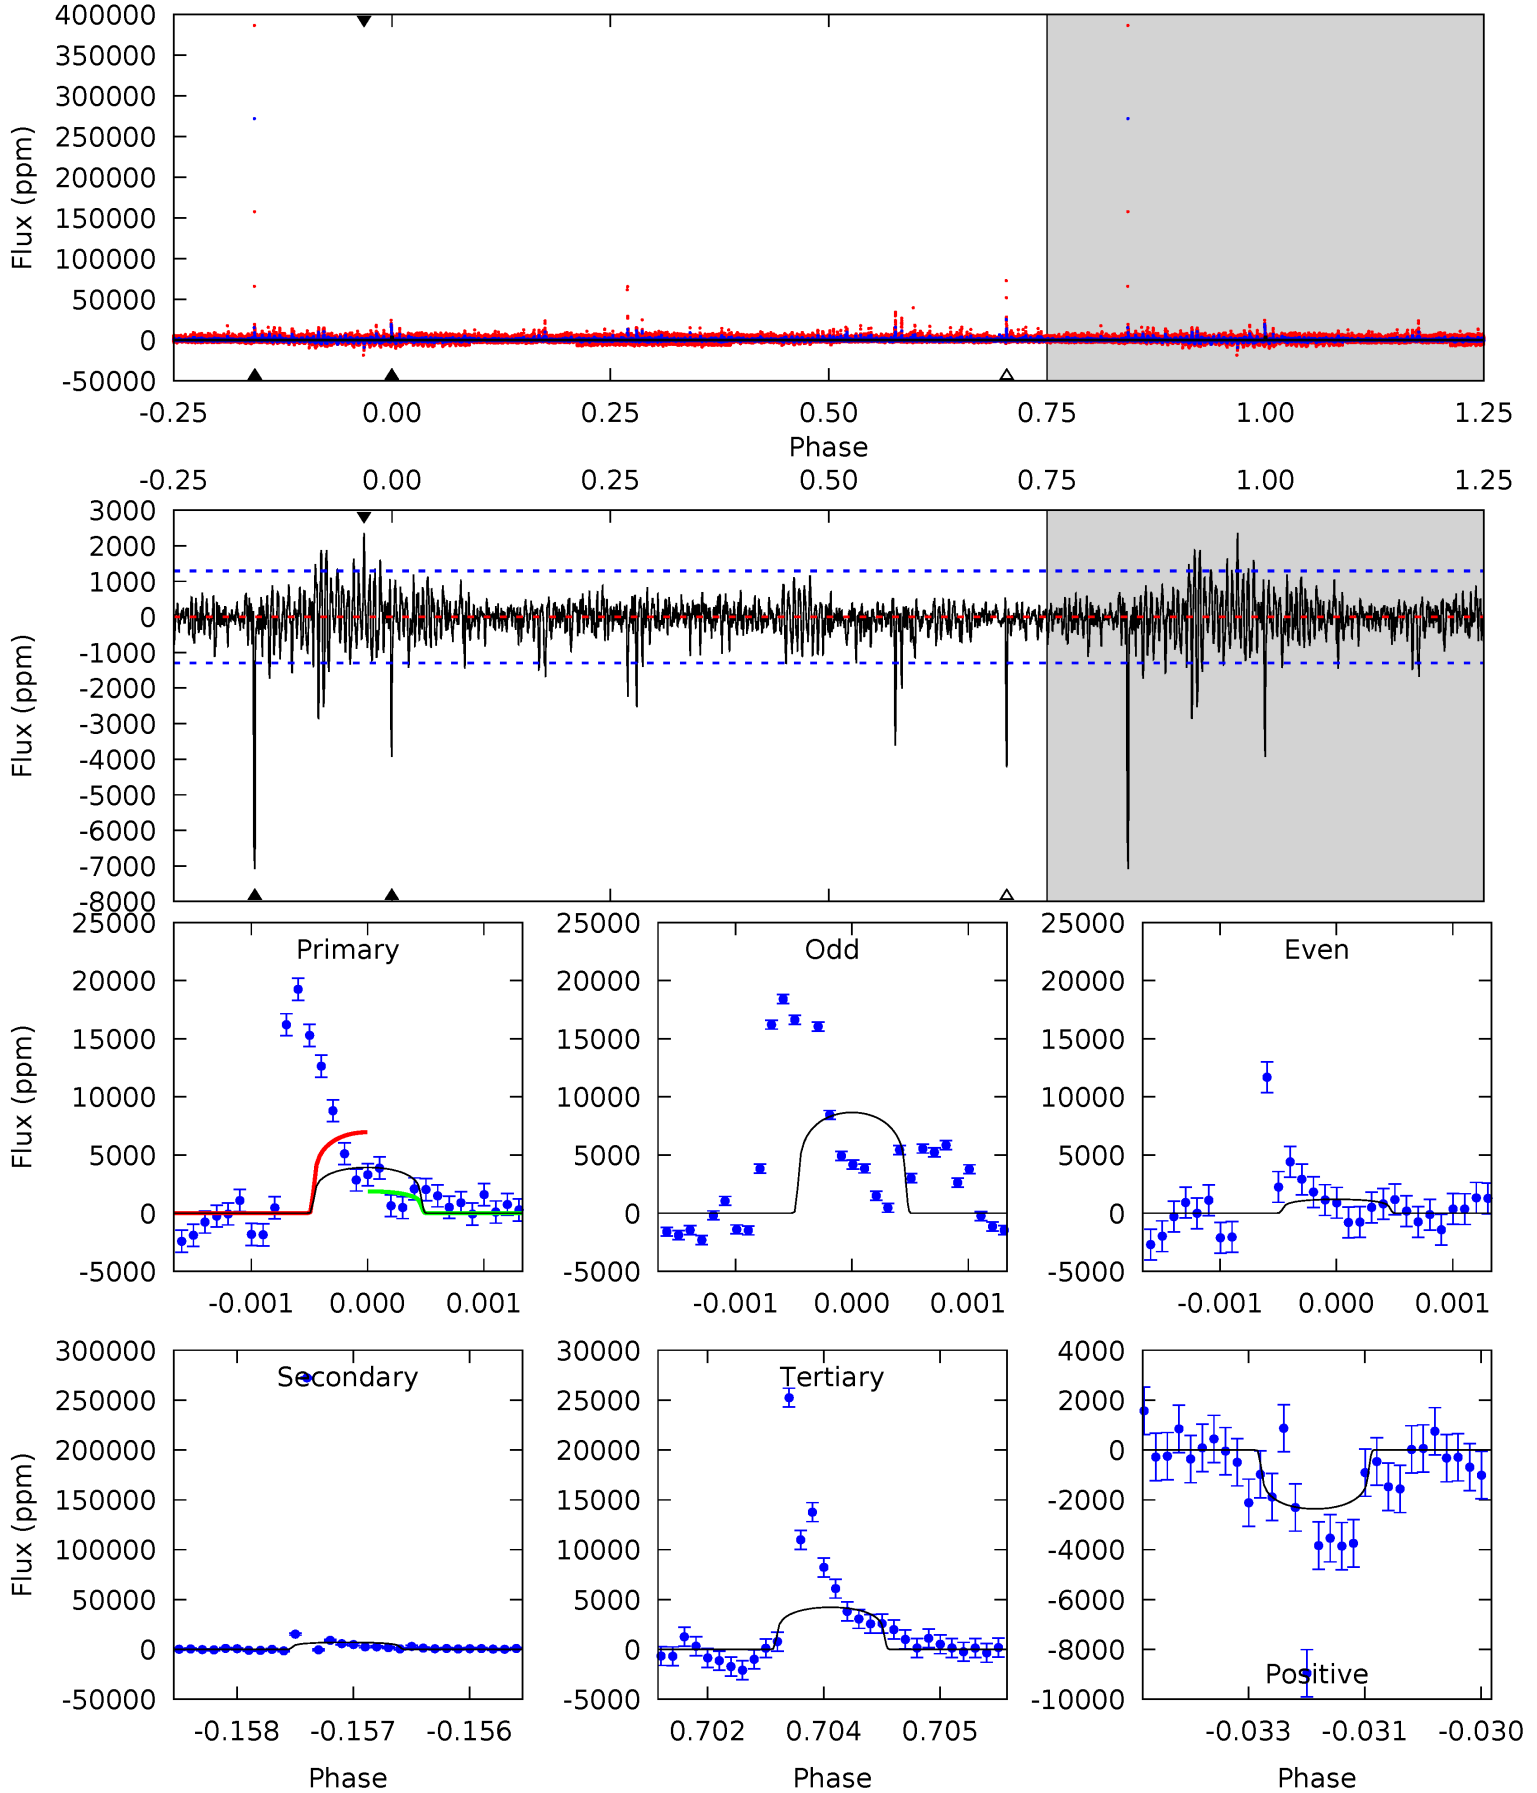 400000
350000
300000
250000
200000
150000
100000
50000
0
-50000
Flux (ppm)
-0.25 0.00 0.25 0.50 0.75 1.00 1.25
Phase
-0.25 0.00 0.25 0.50 0.75 1.00 1.25
3000
2000
1000
0
-1000
-2000
-3000
-4000
-5000
-6000
-7000
-8000
Flux (ppm)
Primary Odd Even
25000 25000 25000
20000 20000 20000
15000 15000 15000
10000 10000 10000
5000 5000 5000
0 0 0
-5000 -5000 -5000
Flux (ppm)
-0.001 0.000 0.001 -0.001 0.000 0.001 -0.001 0.000 0.001
300000 30000 4000
Secondary Tertiary
250000 25000 2000
200000 20000 0
150000 15000 -2000
100000 10000 -4000
50000 5000 -6000
0 0 -8000
Positive
-50000 -5000 -10000
Flux (ppm)
-0.158 -0.157 -0.156 0.702 0.704 0.705 -0.033 -0.031 -0.030
Phase Phase Phase